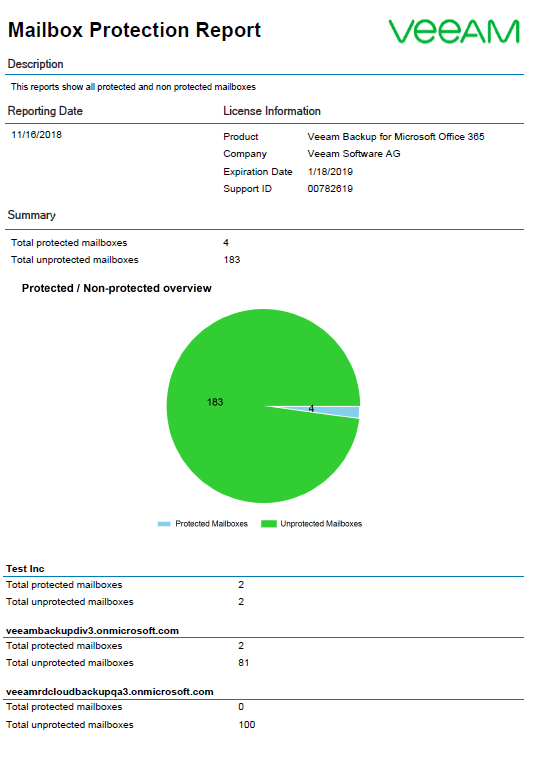 Mailbox Protection Report
veeAM
Description
This reports show all protected and non protected mailboxes
Reporting Date License Information
11/16/2018
Product Veeam Backup for Microsoft Office 365
Company Veeam Software AG
Expiration Date 1/18/2019
Support ID 00782619
Summary
Total protected mailboxes 4
Total unprotected mailboxes 183
Protected / Non-protected overview
183
4
Protected Mailboxes Unprotected Mailboxes
Test Inc
Total protected mailboxes 2
Total unprotected mailboxes 2
veeambackupdiv3.onmicrosoft.com
Total protected mailboxes 2
Total unprotected mailboxes 81
veeamrdcloudbackupqa3.onmicrosoft.com
Total protected mailboxes 0
Total unprotected mailboxes 100